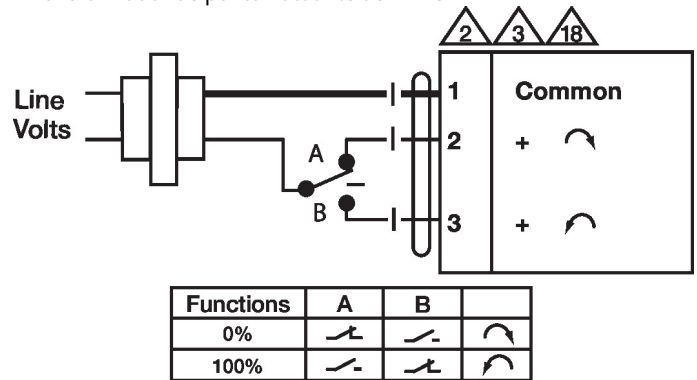 2 3 18
Line
Volts
1 Common
A
2 +
B
3 +
Functions A B
0%
100%